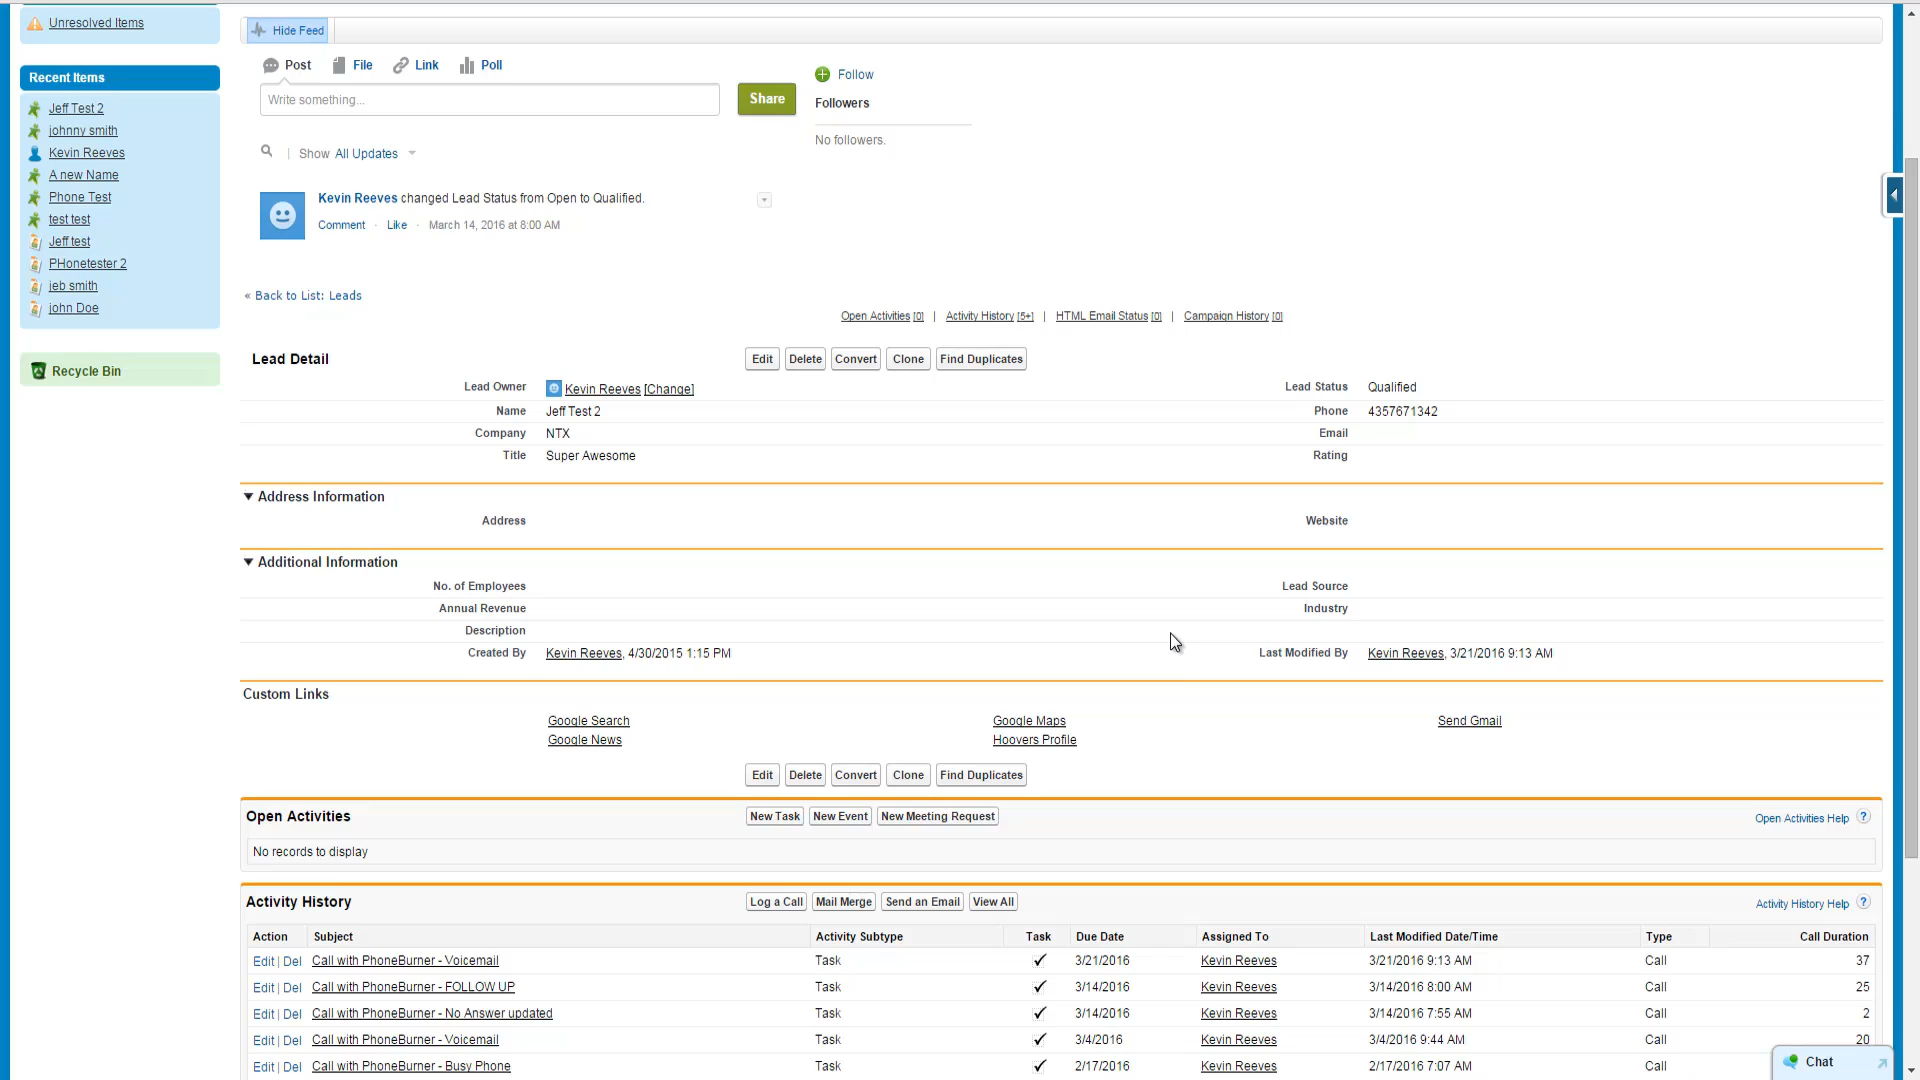 Unresolved Items
Hide Feed
Recent Items
Jeff Test 2
johnny smith
Kevin Reeves
A new Name
Phone Test
test test
Jeff test
PHonetester 2
jeb smith
john Doe
Recycle Bin
Post File Link Poll
Write something...
Share
Follow
Followers
No followers.
| Show All Updates
Kevin Reeves changed Lead Status from Open to Qualified.
Comment · Like · March 14, 2016 at 8:00 AM
« Back to List: Leads
Open Activities [0] | Activity History [5+] | HTML Email Status [0] | Campaign History [0]
Lead Detail Edit Delete Convert Clone Find Duplicates
Lead Owner Kevin Reeves [Change] Lead Status Qualified
Name Jeff Test 2 Phone 4357671342
Company NTX Email
Title Super Awesome Rating
Address Information
Address Website
Additional Information
No. of Employees Lead Source
Annual Revenue Industry
Description
Created By Kevin Reeves, 4/30/2015 1:15 PM Last Modified By Kevin Reeves, 3/21/2016 9:13 AM
Custom Links
Google Search Google Maps Send Gmail
Google News Hoovers Profile
Edit Delete Convert Clone Find Duplicates
Open Activities New Task New Event New Meeting Request Open Activities Help ?
No records to display
Activity History Log a Call Mail Merge Send an Email View All Activity History Help ?
Action Subject Activity Subtype Task Due Date Assigned To Last Modified Date/Time Type Call Duration
Edit | Del Call with PhoneBurner - Voicemail Task ✓ 3/21/2016 Kevin Reeves 3/21/2016 9:13 AM Call 37
Edit | Del Call with PhoneBurner - FOLLOW UP Task ✓ 3/14/2016 Kevin Reeves 3/14/2016 8:00 AM Call 25
Edit | Del Call with PhoneBurner - No Answer updated Task ✓ 3/14/2016 Kevin Reeves 3/14/2016 7:55 AM Call 2
Edit | Del Call with PhoneBurner - Voicemail Task ✓ 3/4/2016 Kevin Reeves 3/4/2016 9:44 AM Call 20
Edit | Del Call with PhoneBurner - Busy Phone Task ✓ 2/17/2016 Kevin Reeves 2/17/2016 7:07 AM Call
Chat